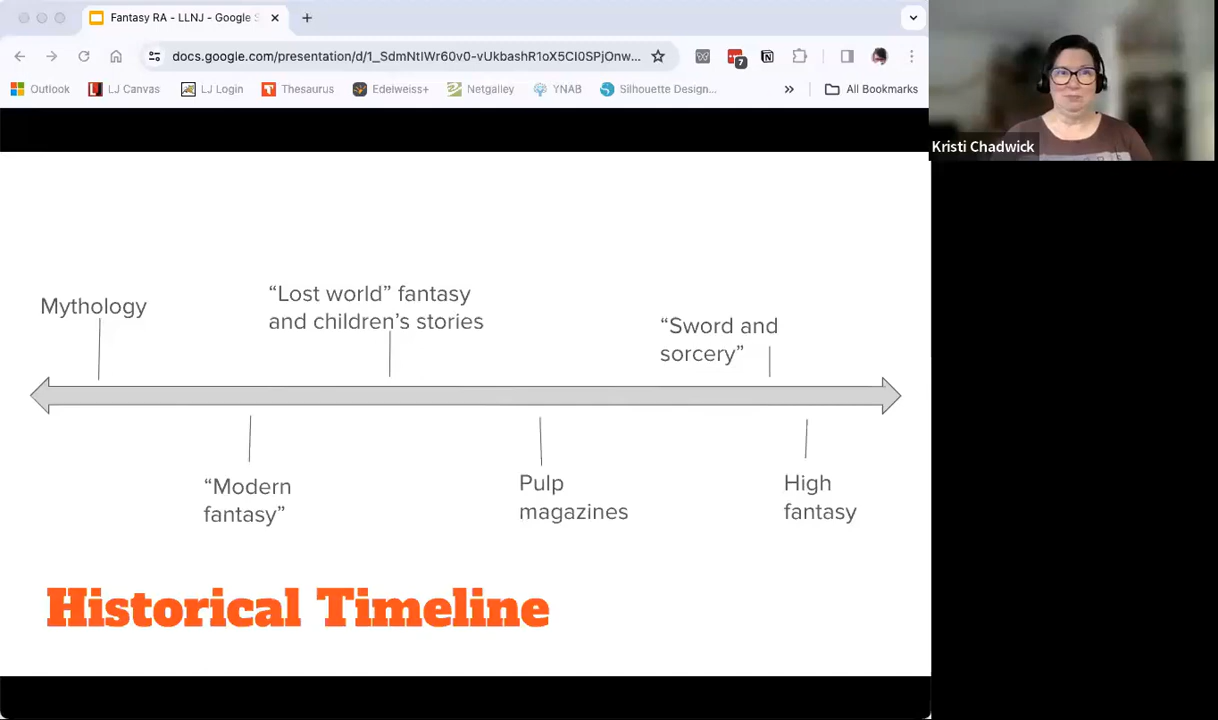 Fantasy RA - LLNJ - Google S
docs.google.com/presentation/d/1_SdmNtIWr60v0-vUkbashR1oX5CI0SPjOnw...
7
Outlook
LJ Canvas
LJ Login
Thesaurus
Edelweiss+
Netgalley
YNAB
Silhouette Design...
»
All Bookmarks
Kristi Chadwick
Mythology
“Lost world” fantasy
and children’s stories
“Sword and
sorcery”
“Modern
fantasy”
Pulp
magazines
High
fantasy
Historical Timeline